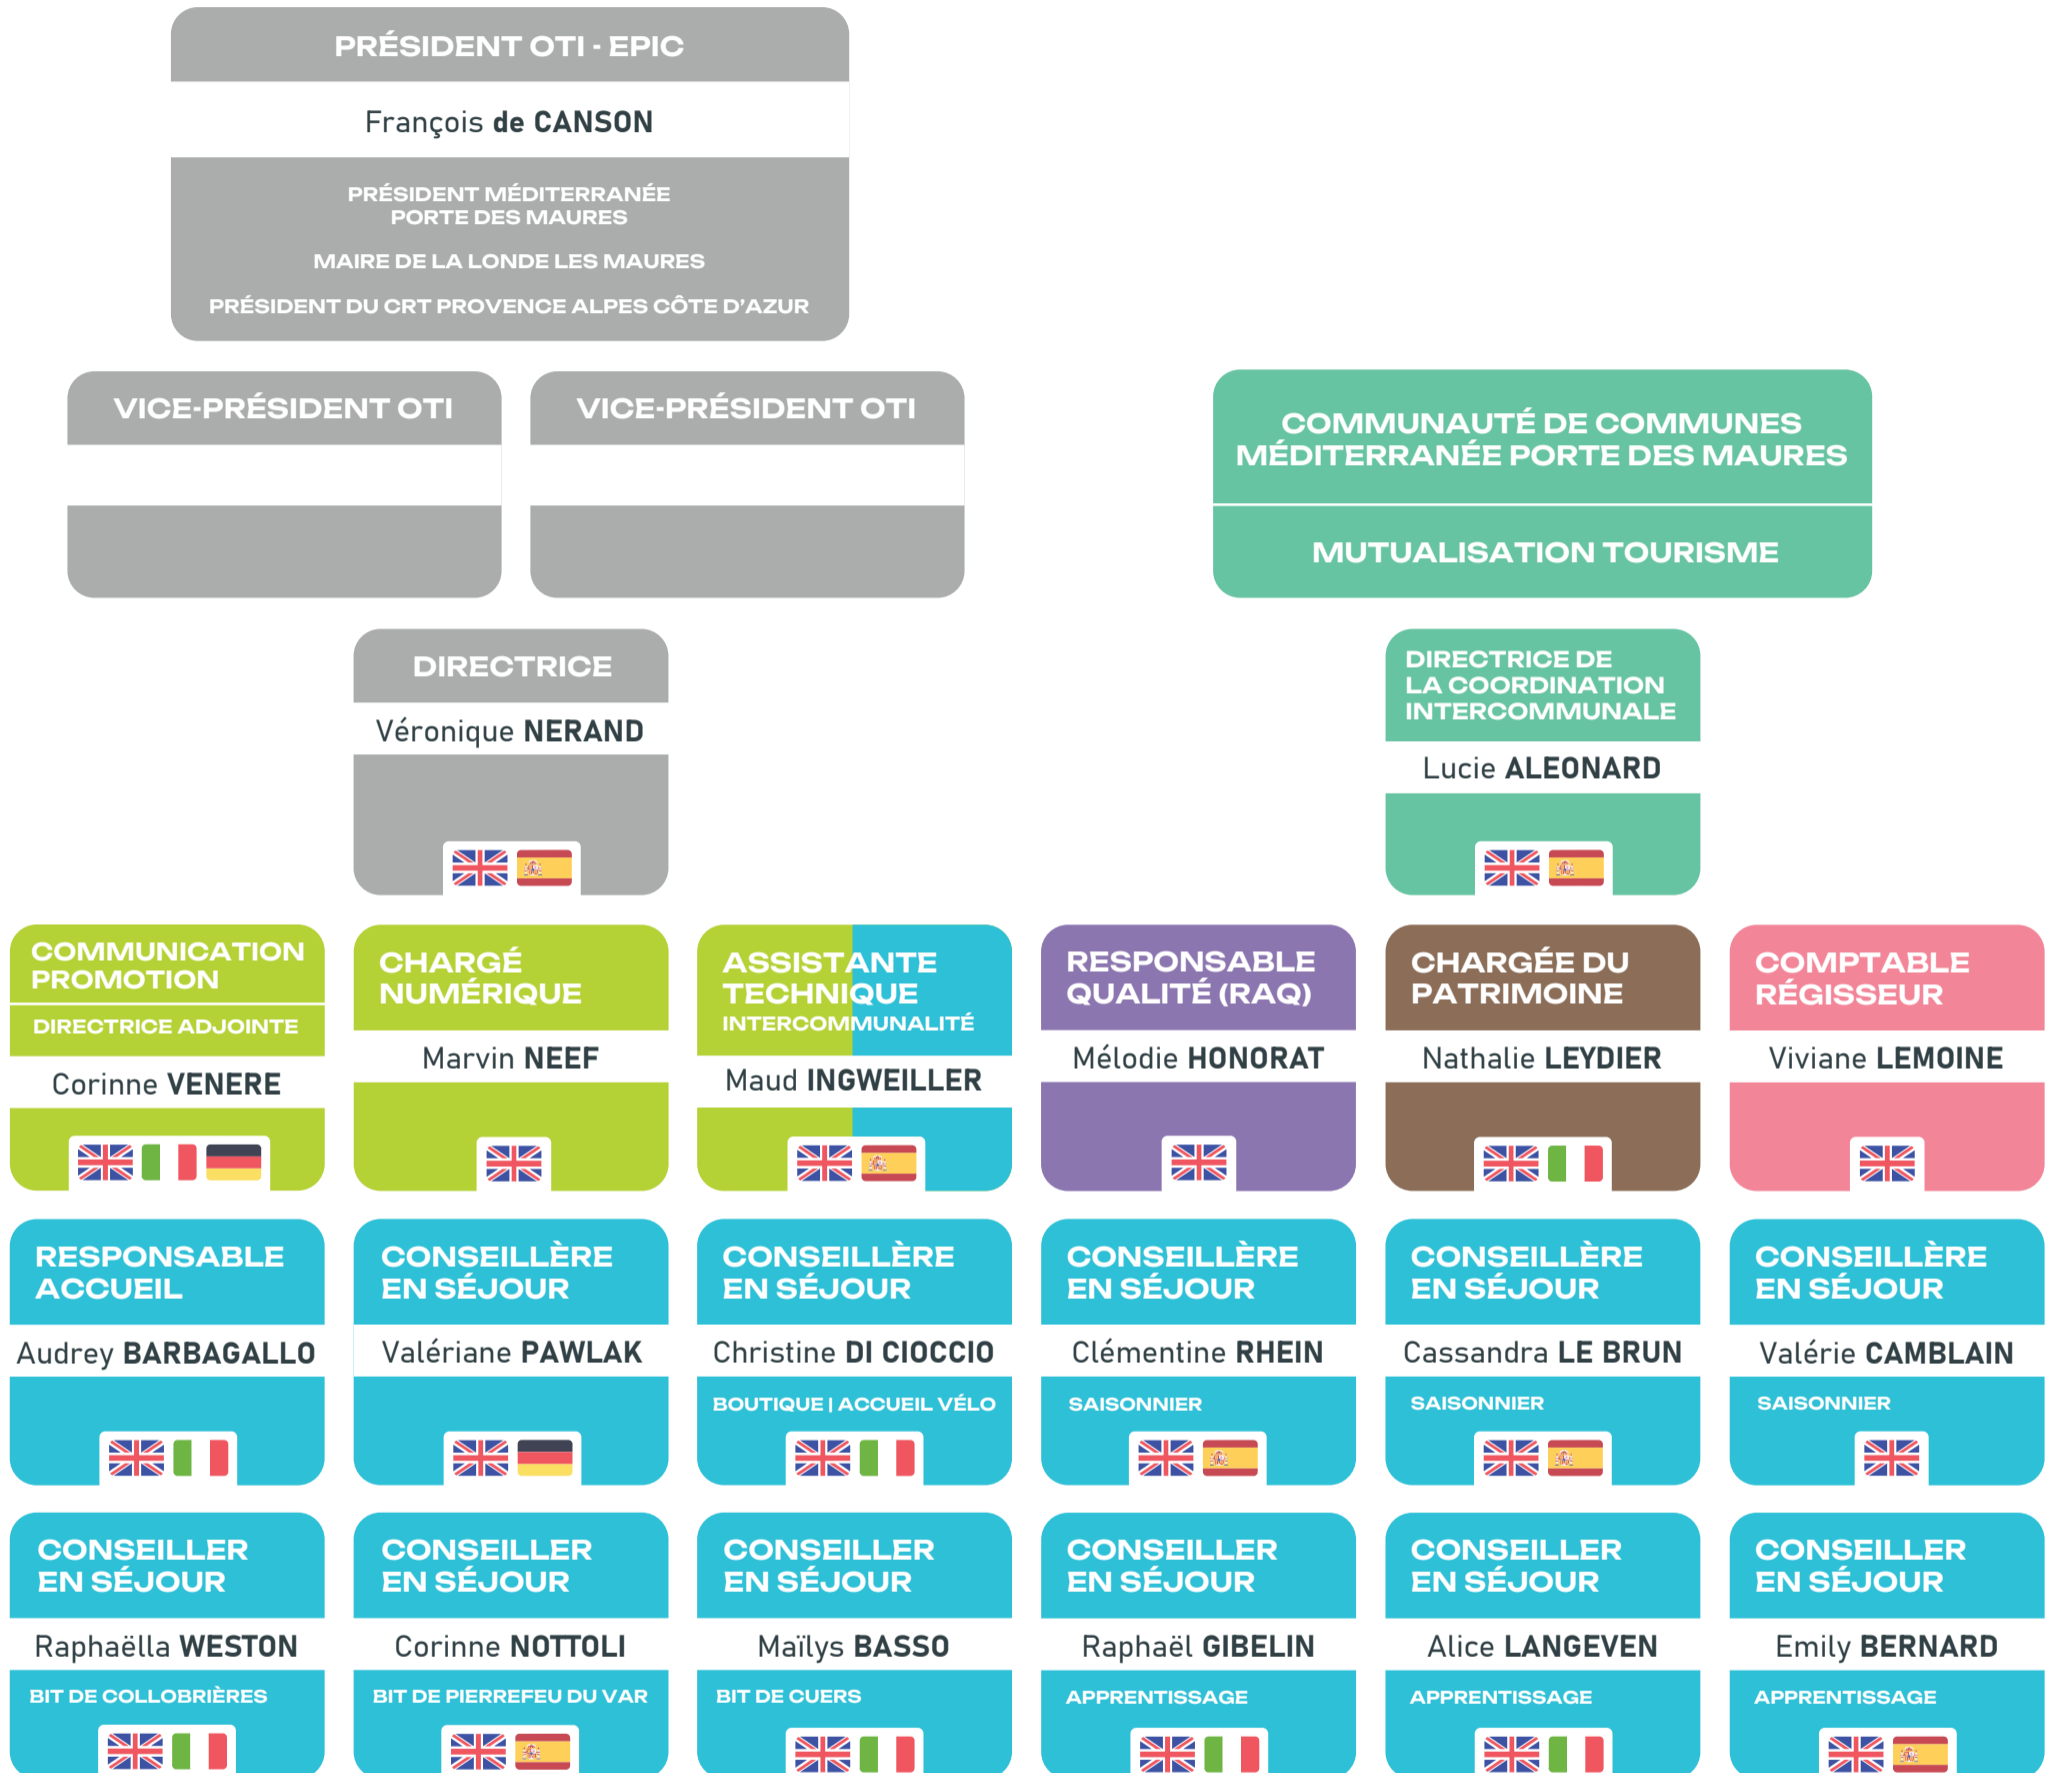 PRÉSIDENT OTI - EPIC
François de CANSON
PRÉSIDENT MÉDITERRANÉE
PORTE DES MAURES
MAIRE DE LA LONDE LES MAURES
PRÉSIDENT DU CRT PROVENCE ALPES CÔTE D'AZUR
VICE-PRÉSIDENT OTI
VICE-PRÉSIDENT OTI
COMMUNAUTÉ DE COMMUNES
MÉDITERRANÉE PORTE DES MAURES
MUTUALISATION TOURISME
DIRECTRICE
Véronique NERAND
DIRECTRICE DE
LA COORDINATION
INTERCOMMUNALE
Lucie ALEONARD
COMMUNICATION
PROMOTION
DIRECTRICE ADJOINTE
Corinne VENERE
CHARGÉ
NUMÉRIQUE
Marvin NEEF
ASSISTANTE
TECHNIQUE
INTERCOMMUNALITÉ
Maud INGWEILLER
RESPONSABLE
QUALITÉ (RAQ)
Mélodie HONORAT
CHARGÉE DU
PATRIMOINE
Nathalie LEYDIER
COMPTABLE
RÉGISSEUR
Viviane LEMOINE
RESPONSABLE
ACCUEIL
Audrey BARBAGALLO
CONSEILLÈRE
EN SÉJOUR
Valériane PAWLAK
CONSEILLÈRE
EN SÉJOUR
Christine DI CIOCCIO
BOUTIQUE | ACCUEIL VÉLO
CONSEILLÈRE
EN SÉJOUR
Clémentine RHEIN
SAISONNIER
CONSEILLÈRE
EN SÉJOUR
Cassandra LE BRUN
SAISONNIER
CONSEILLÈRE
EN SÉJOUR
Valérie CAMBLAIN
SAISONNIER
CONSEILLER
EN SÉJOUR
Raphaëlla WESTON
BIT DE COLLOBRIÈRES
CONSEILLER
EN SÉJOUR
Corinne NOTTOLI
BIT DE PIERREFEU DU VAR
CONSEILLER
EN SÉJOUR
Maïlys BASSO
BIT DE CUERS
CONSEILLER
EN SÉJOUR
Raphaël GIBELIN
APPRENTISSAGE
CONSEILLER
EN SÉJOUR
Alice LANGEVEN
APPRENTISSAGE
CONSEILLER
EN SÉJOUR
Emily BERNARD
APPRENTISSAGE